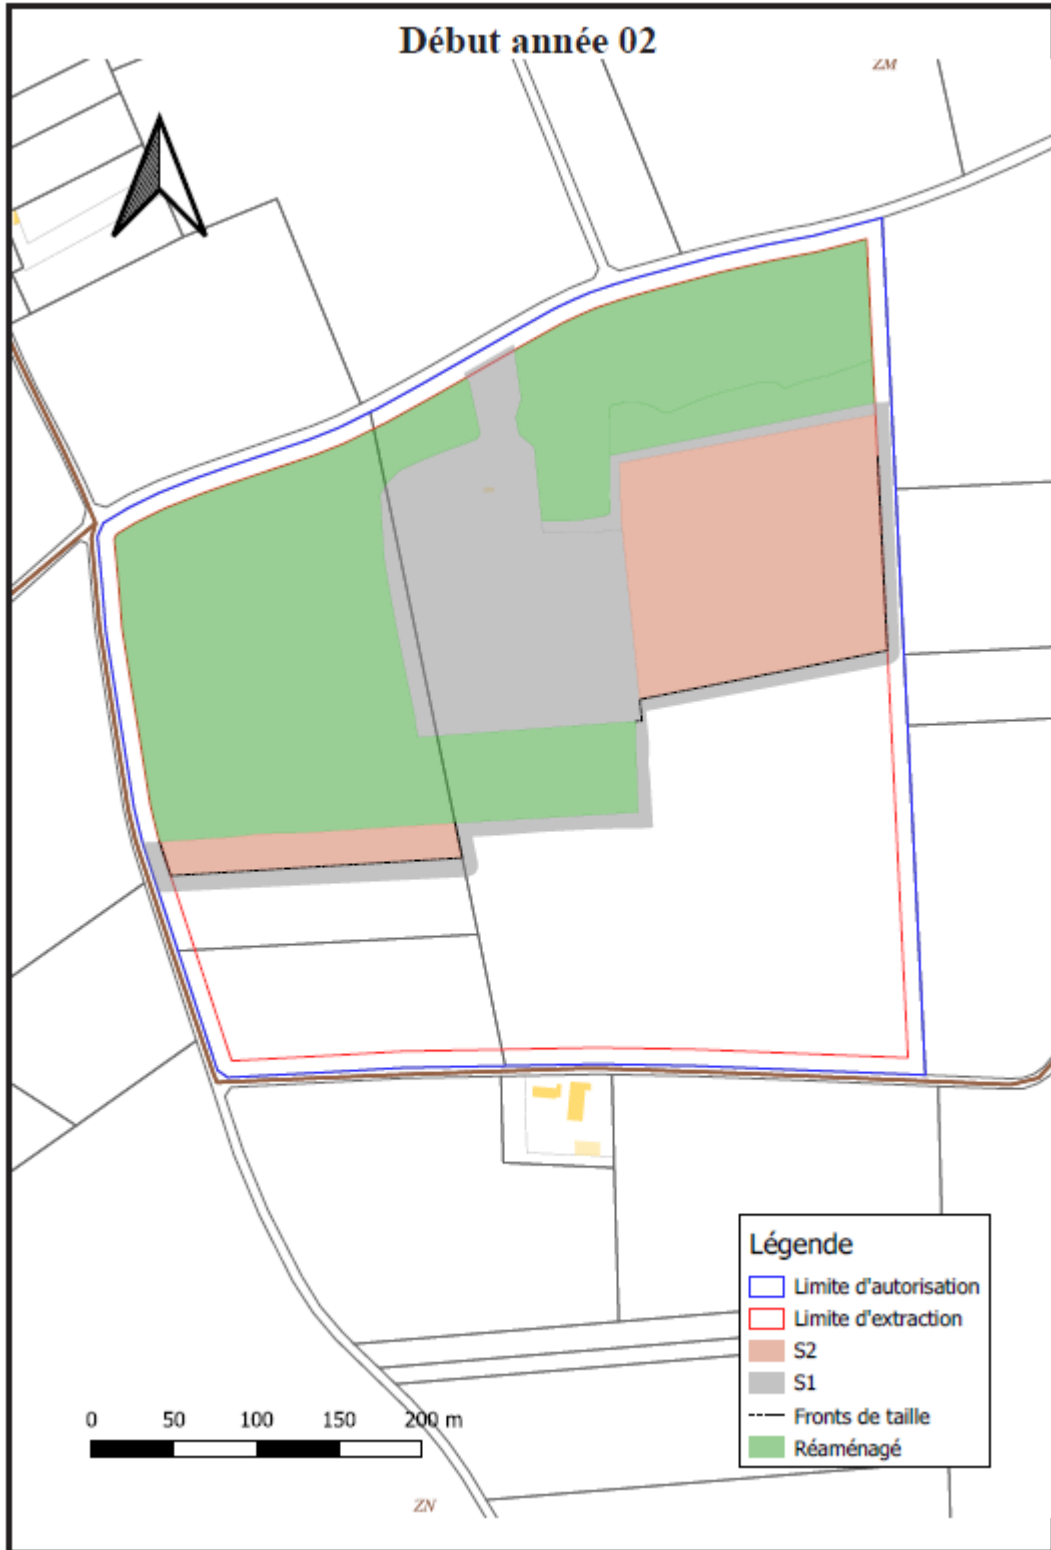 Début année 02
ZM
Légende
Limite d'autorisation
Limite d'extraction
S2
S1
Fronts de taille
Réaménagé
0 50 100 150 200 m
ZN